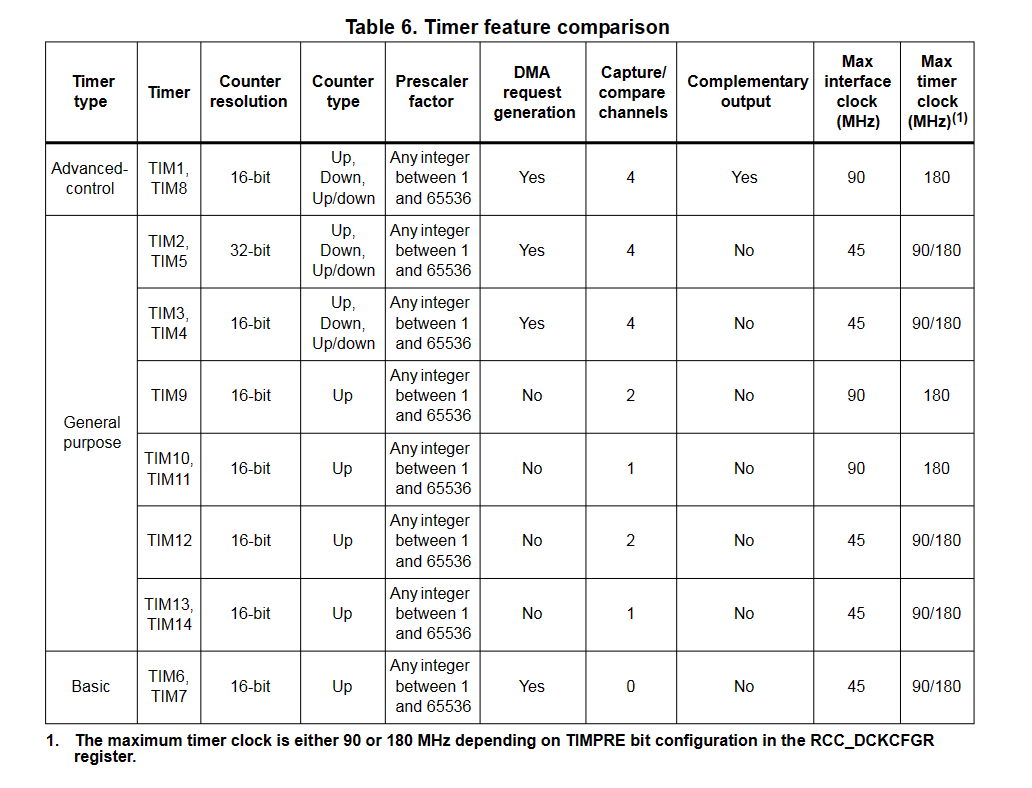 Table 6. Timer feature comparison
Timer type | Timer | Counter resolution | Counter type | Prescaler factor | DMA request generation | Capture/ compare channels | Complementary output | Max interface clock (MHz) | Max timer clock (MHz)(1)
Advanced-control | TIM1, TIM8 | 16-bit | Up, Down, Up/down | Any integer between 1 and 65536 | Yes | 4 | Yes | 90 | 180
General purpose | TIM2, TIM5 | 32-bit | Up, Down, Up/down | Any integer between 1 and 65536 | Yes | 4 | No | 45 | 90/180
TIM3, TIM4 | 16-bit | Up, Down, Up/down | Any integer between 1 and 65536 | Yes | 4 | No | 45 | 90/180
TIM9 | 16-bit | Up | Any integer between 1 and 65536 | No | 2 | No | 90 | 180
TIM10, TIM11 | 16-bit | Up | Any integer between 1 and 65536 | No | 1 | No | 90 | 180
TIM12 | 16-bit | Up | Any integer between 1 and 65536 | No | 2 | No | 45 | 90/180
TIM13, TIM14 | 16-bit | Up | Any integer between 1 and 65536 | No | 1 | No | 45 | 90/180
Basic | TIM6, TIM7 | 16-bit | Up | Any integer between 1 and 65536 | Yes | 0 | No | 45 | 90/180
1. The maximum timer clock is either 90 or 180 MHz depending on TIMPRE bit configuration in the RCC_DCKCFGR
register.